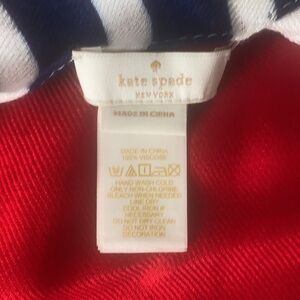 kate spade
NEW YORK
MADE IN CHINA
MADE IN CHINA
100% VISCOSE
HAND WASH COLD
ONLY NON-CHLORINE
BLEACH WHEN NEEDED
LINE DRY
COOL IRON IF
NECESSARY
DO NOT DRY CLEAN
DO NOT IRON
DECORATION